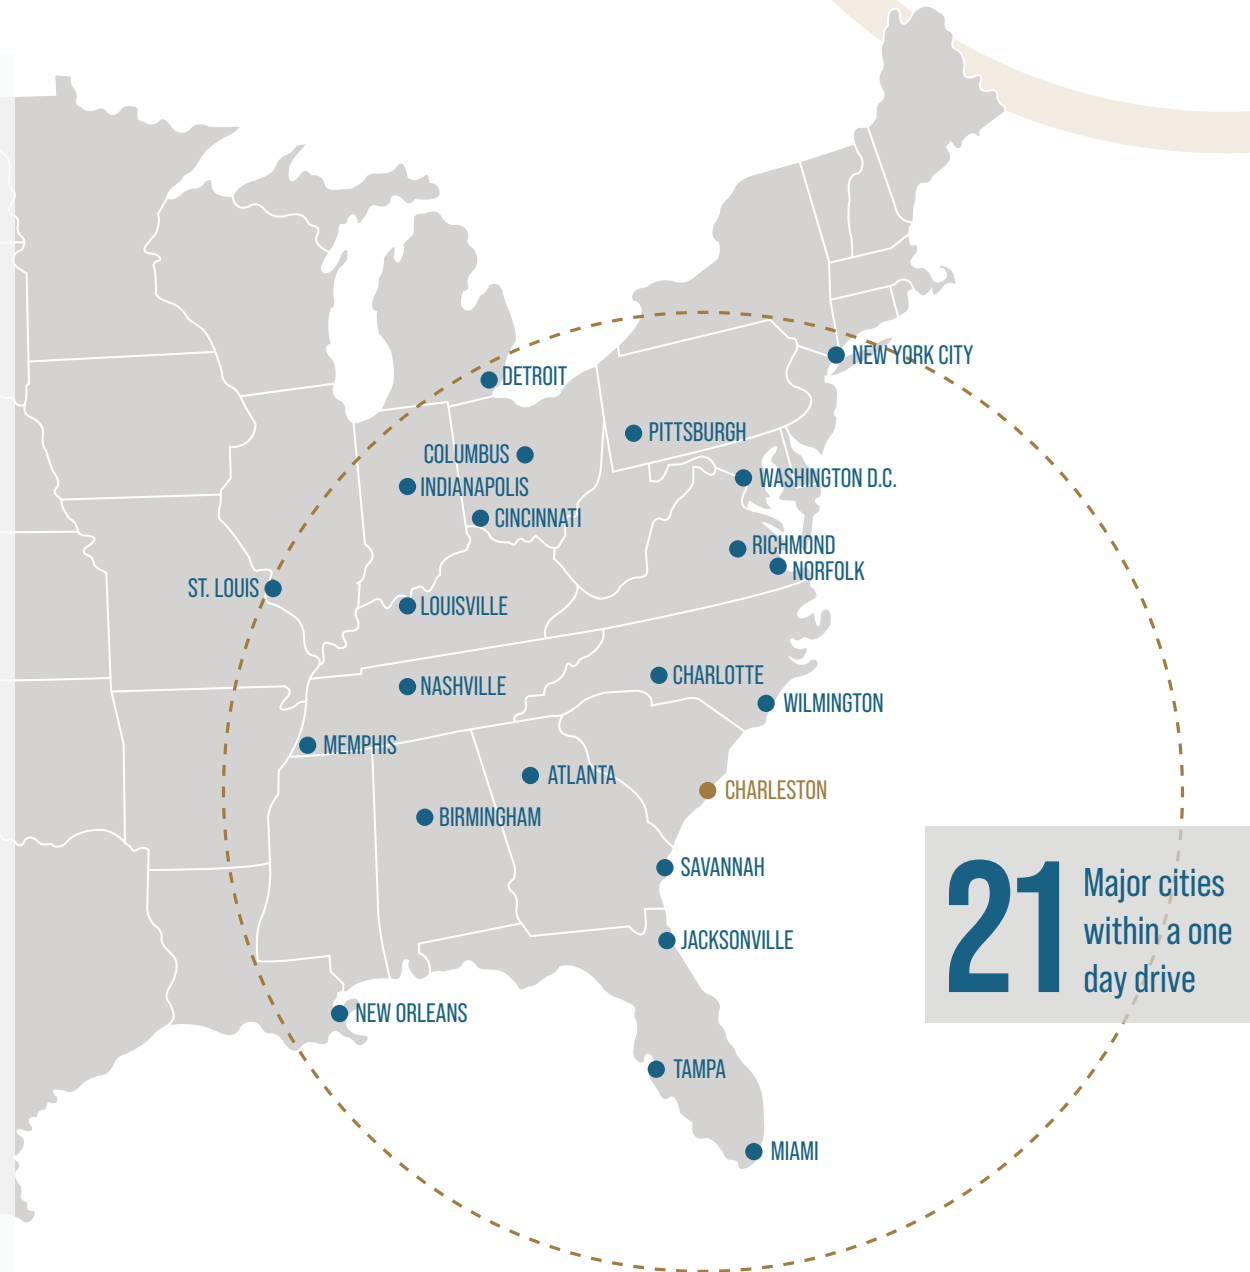 NEW YORK CITY
DETROIT
PITTSBURGH
COLUMBUS
WASHINGTON D.C.
INDIANAPOLIS
CINCINNATI
RICHMOND
NORFOLK
ST. LOUIS
LOUISVILLE
CHARLOTTE
NASHVILLE
WILMINGTON
MEMPHIS
ATLANTA
CHARLESTON
BIRMINGHAM
SAVANNAH
JACKSONVILLE
NEW ORLEANS
TAMPA
MIAMI
21
Major cities
within a one
day drive